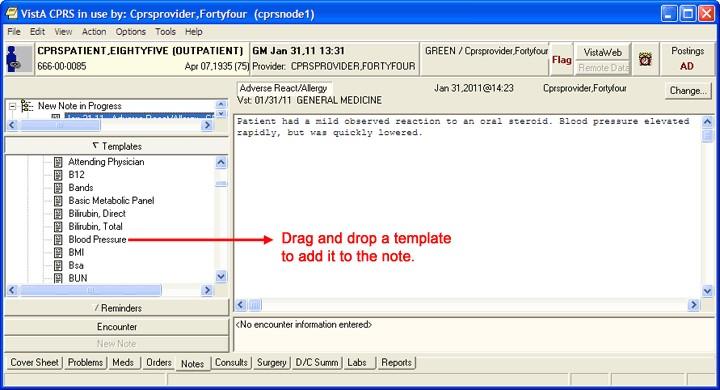 VistA CPRS in use by: Cprsprovider,Fortyfour (cprsnode1)
File Edit View Action Options Tools Help
CPRSPATIENT,EIGHTYFIVE (OUTPATIENT)
666-00-0085 Apr 07,1935 (75)
GM Jan 31,11 13:31
Provider: CPRSPROVIDER,FORTYFOUR
GREEN / Cprsprovider,Fortyfour
Flag
VistaWeb
Remote Data
Postings
AD
New Note in Progress
Jan 31,11 Adverse React/Allergy
Adverse React/Allergy Jan 31,2011@14:23 Cprsprovider,Fortyfour
Change...
Vst: 01/31/11 GENERAL MEDICINE
Templates
Attending Physician
B12
Bands
Basic Metabolic Panel
Bilirubin, Direct
Bilirubin, Total
Blood Pressure
BMI
Bsa
BUN
Patient had a mild observed reaction to an oral steroid. Blood pressure elevated
rapidly, but was quickly lowered.
Drag and drop a template
to add it to the note.
Reminders
Encounter
New Note
<No encounter information entered>
Cover Sheet Problems Meds Orders Notes Consults Surgery D/C Summ Labs Reports